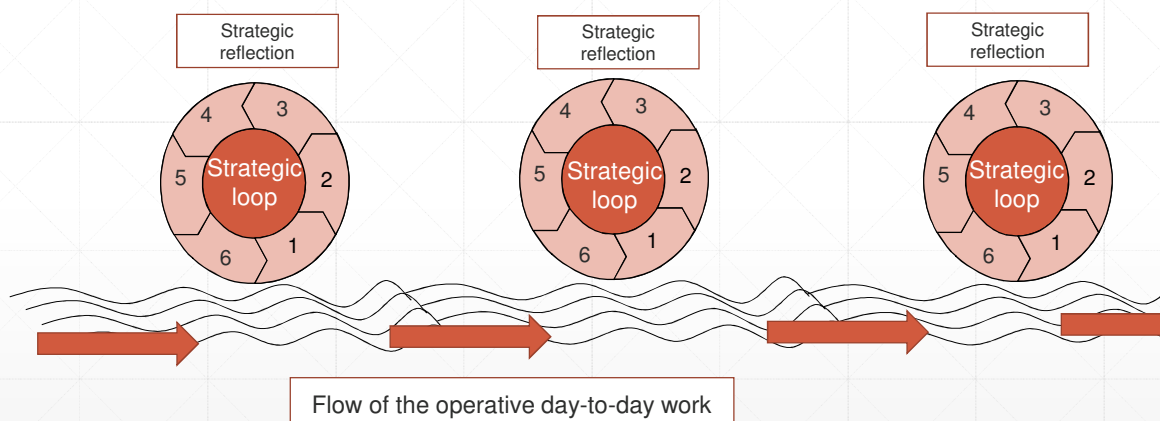 Strategic
reflection
Strategic
reflection
Strategic
reflection
4
3
5
Strategic
loop
2
6
1
4
3
5
Strategic
loop
2
6
1
4
3
5
Strategic
loop
2
6
1
Flow of the operative day-to-day work